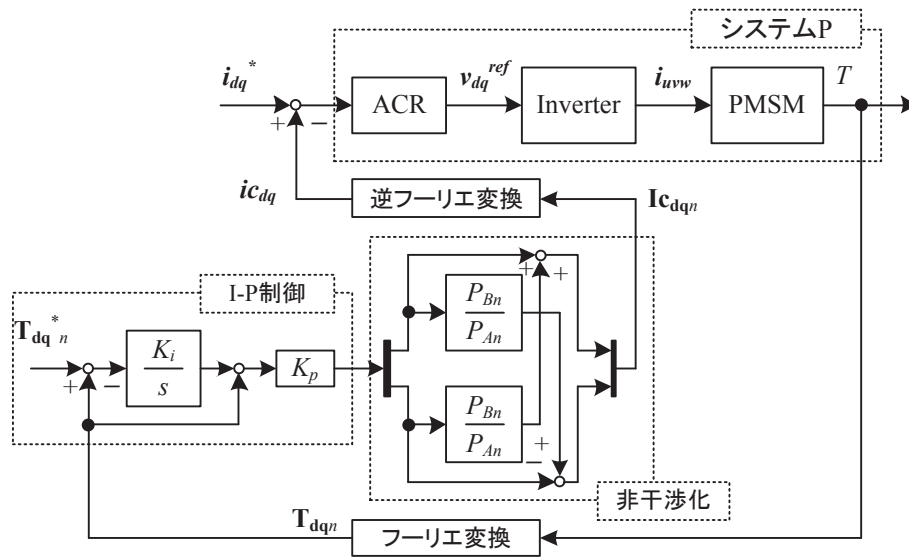 システムP
i_dq^*
v_dq^ref
i_uvw
T
ACR
Inverter
PMSM
+
−
ic_dq
逆フーリエ変換
Ic_dqn
I-P制御
T_dq^*_n
K_i
s
K_p
+
−
P_Bn
P_An
P_Bn
P_An
+
+
+
−
非干渉化
T_dqn
フーリエ変換